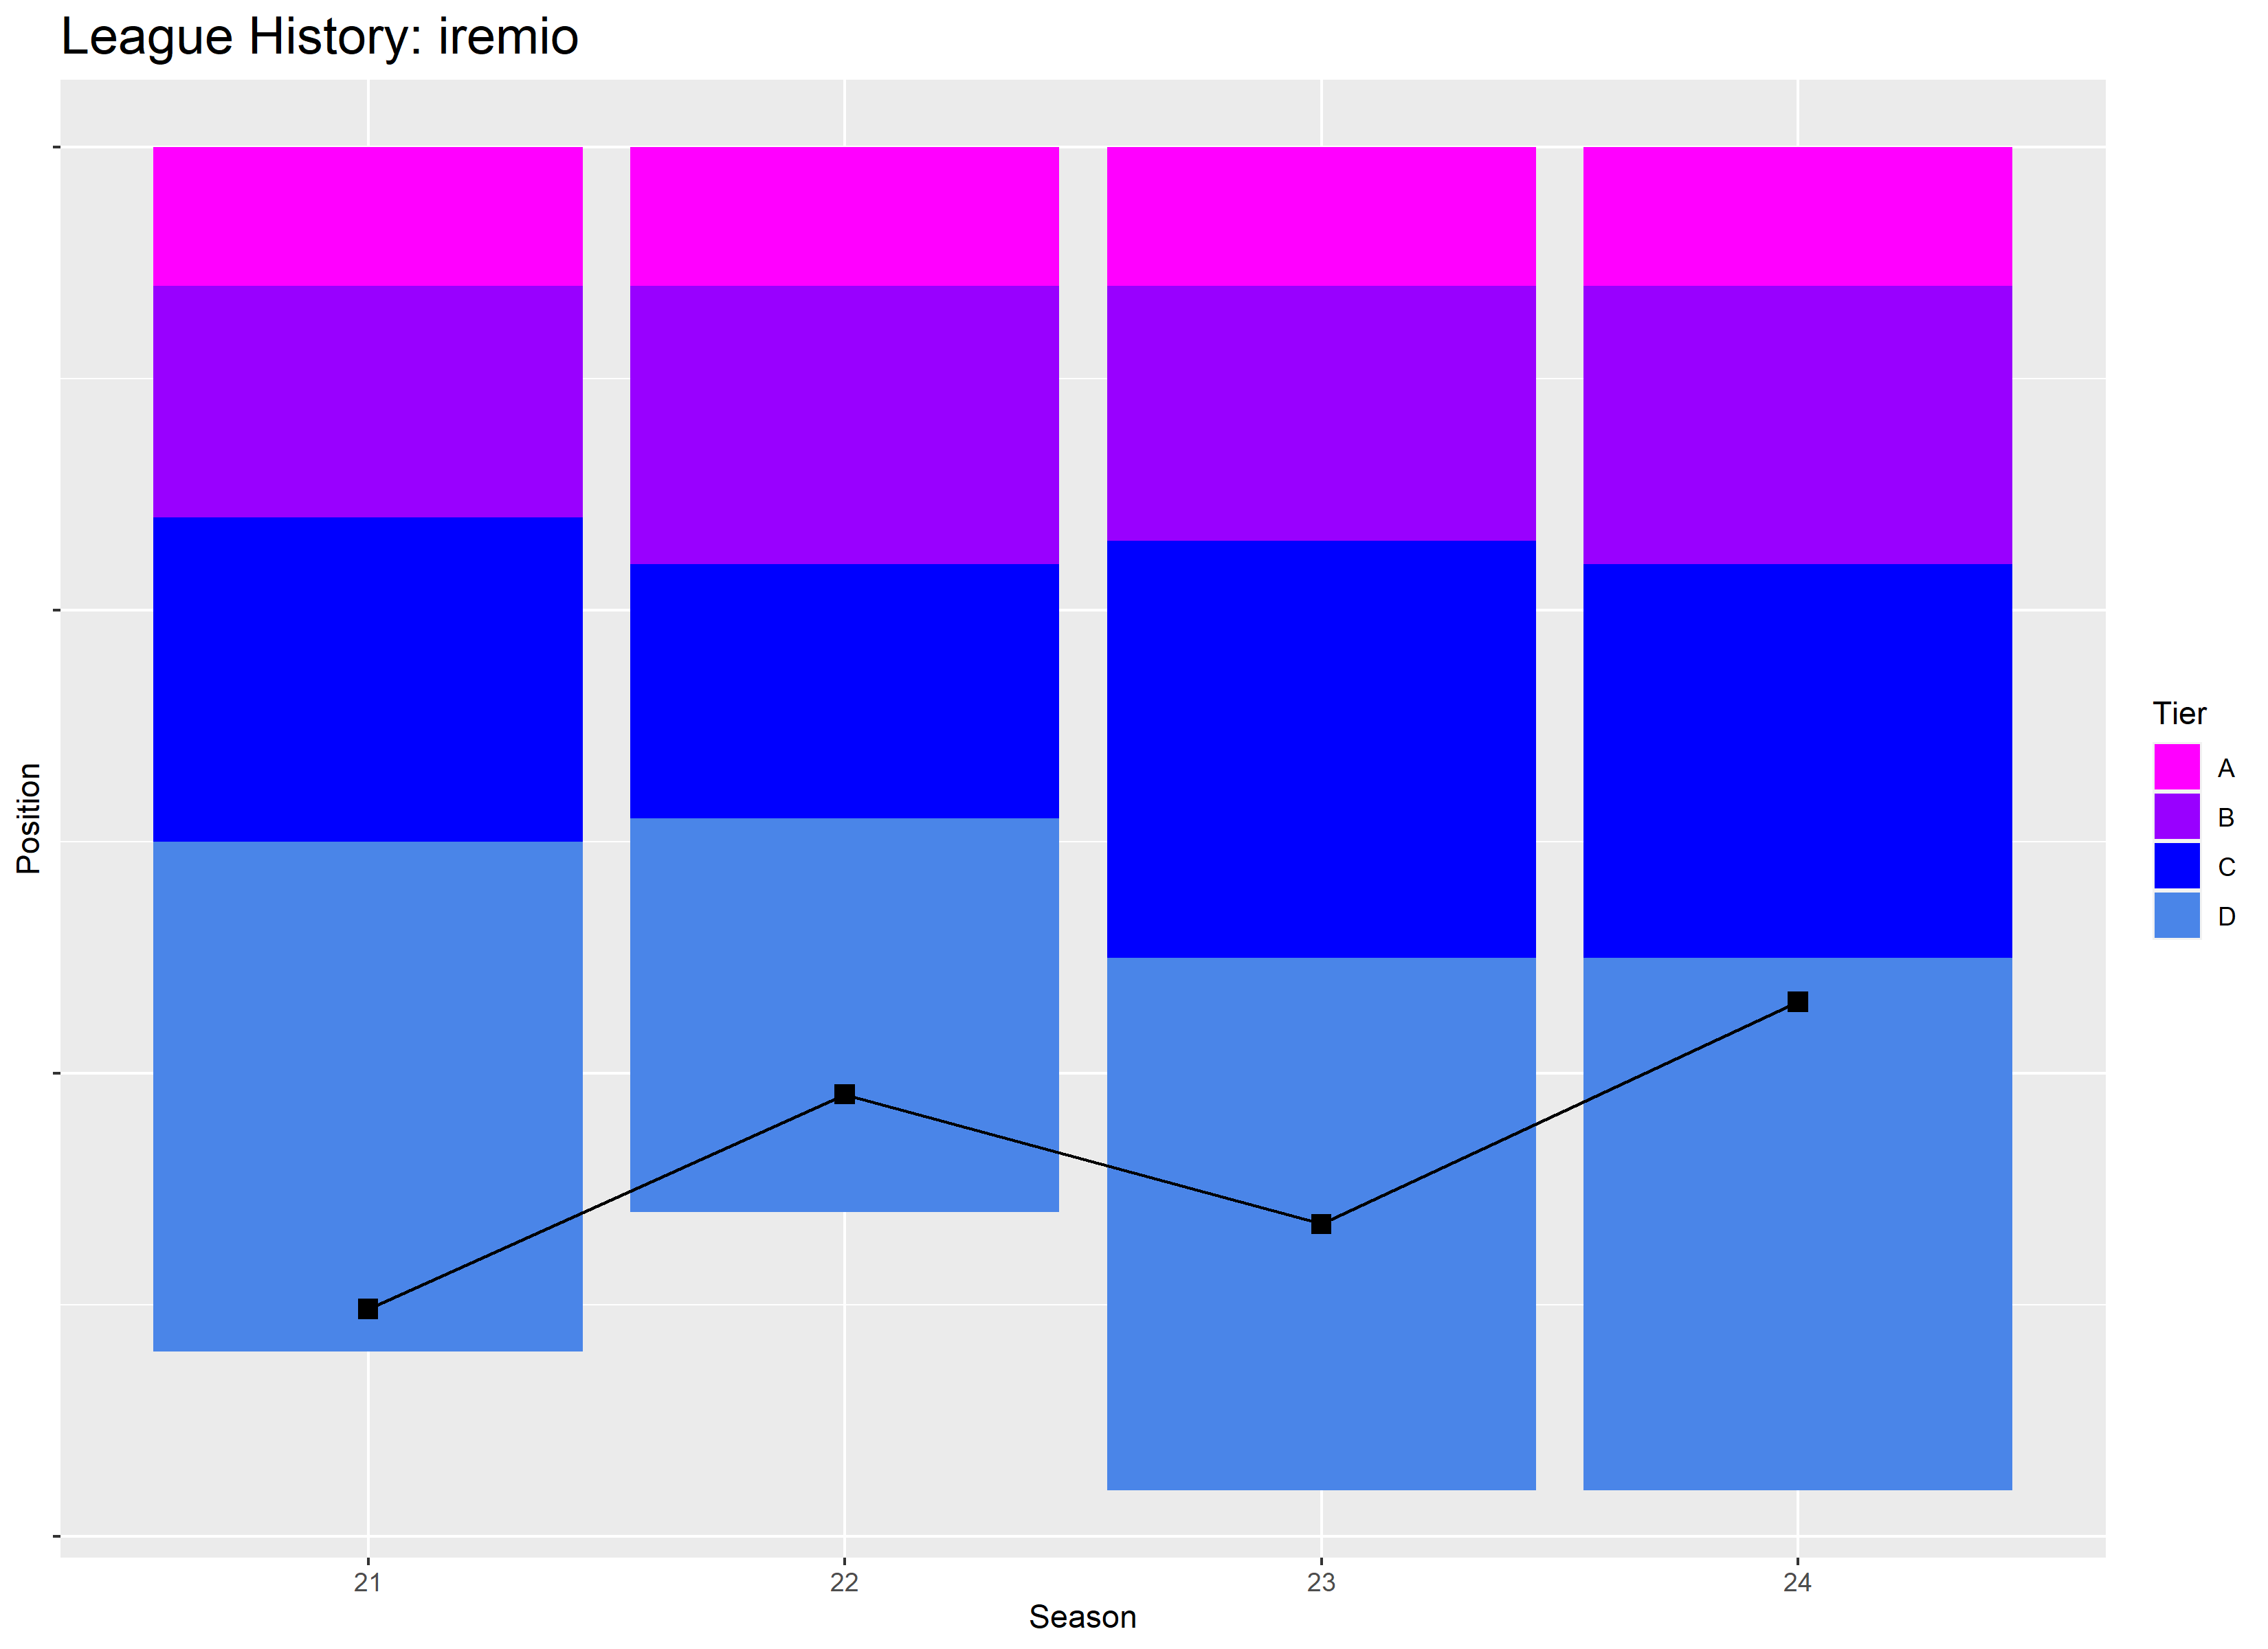 League History: iremio
Position
Tier
A
B
C
D
21
22
23
24
Season